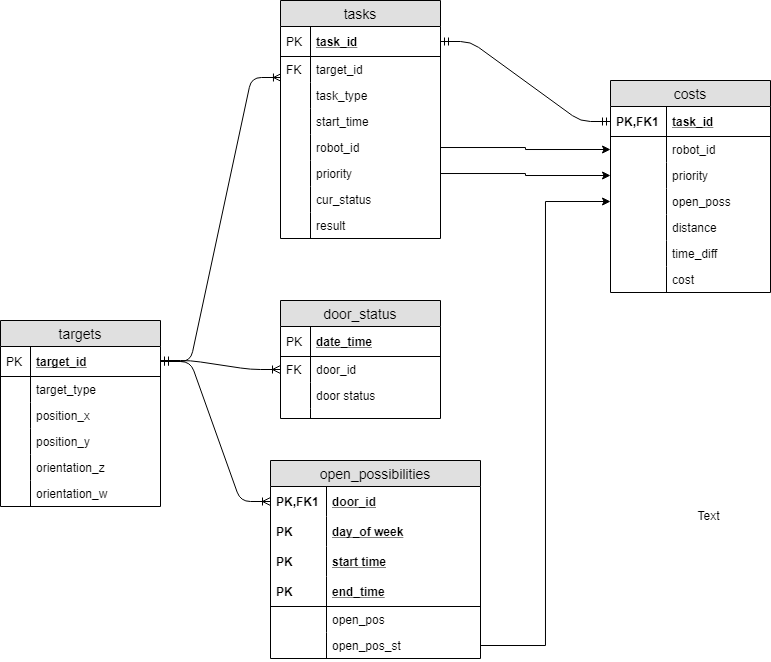 tasks
PK task_id
FK target_id
task_type
start_time
robot_id
priority
cur_status
result
costs
PK,FK1 task_id
robot_id
priority
open_poss
distance
time_diff
cost
door_status
PK date_time
FK door_id
door status
targets
PK target_id
target_type
position_x
position_y
orientation_z
orientation_w
open_possibilities
PK,FK1 door_id
PK day_of week
PK start time
PK end_time
open_pos
open_pos_st
Text